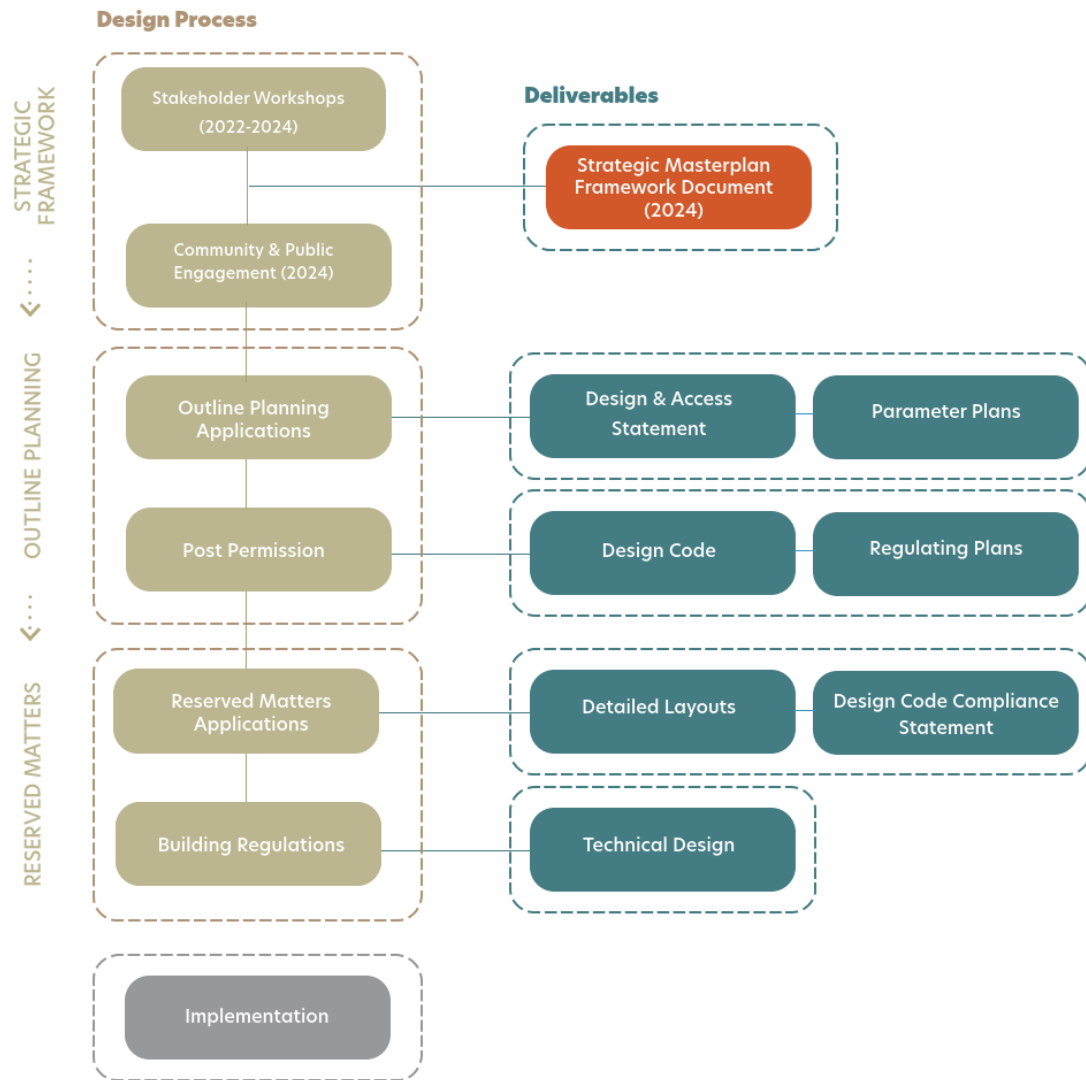 Design Process
STRATEGIC
FRAMEWORK
Stakeholder Workshops
(2022-2024)
Community & Public
Engagement (2024)
Deliverables
Strategic Masterplan
Framework Document
(2024)
OUTLINE PLANNING
Outline Planning
Applications
Design & Access
Statement
Parameter Plans
Post Permission
Design Code
Regulating Plans
RESERVED MATTERS
Reserved Matters
Applications
Detailed Layouts
Design Code Compliance
Statement
Building Regulations
Technical Design
Implementation